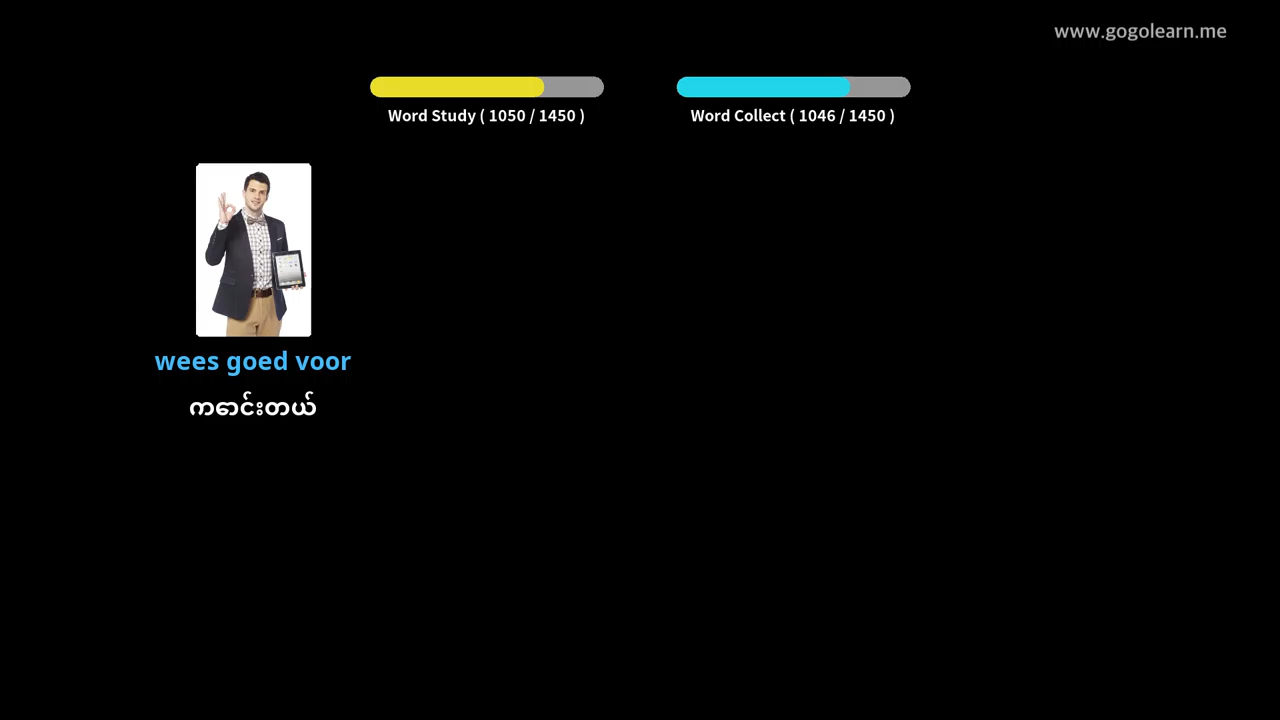 www.gogolearn.me
Word Study ( 1050 / 1450 )
Word Collect ( 1046 / 1450 )
wees goed voor
ကောင်းတယ်